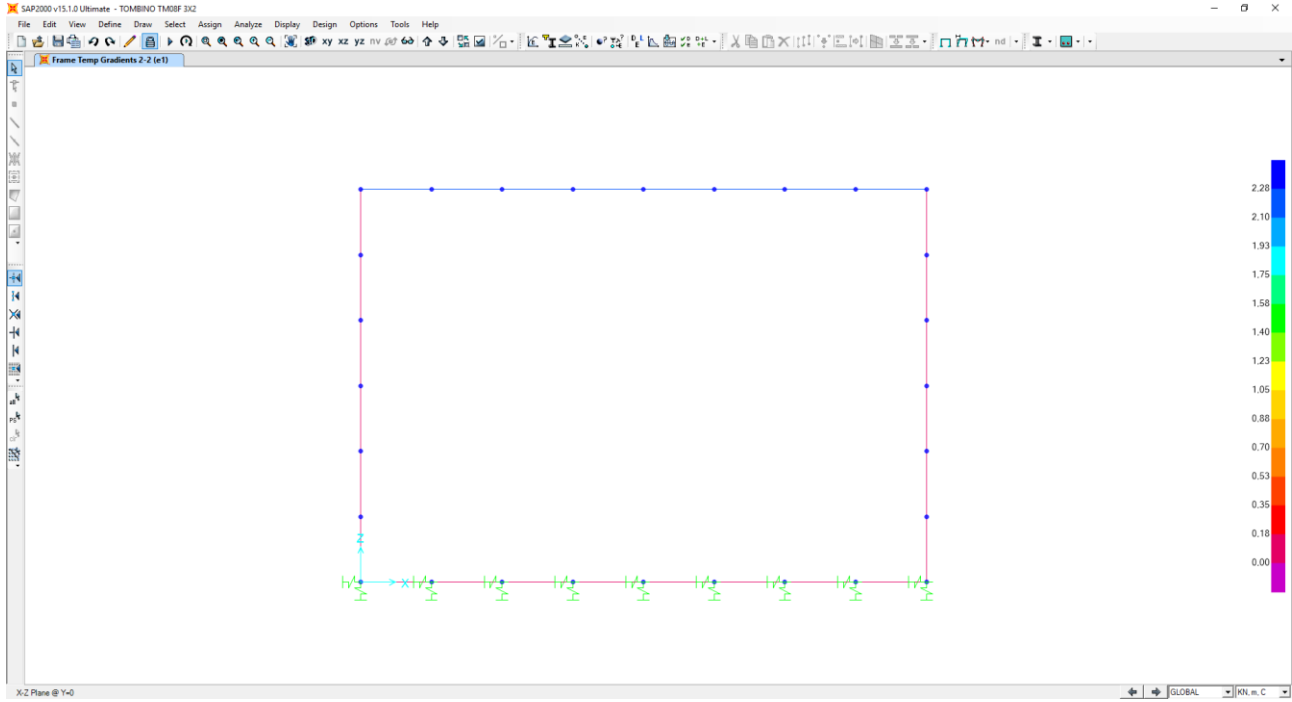 SAP2000 v15.1.0 Ultimate - TOMBINO TM08F 3X2
File Edit View Define Draw Select Assign Analyze Display Design Options Tools Help
xy xz yz nv nd
Frame Temp Gradients 2-2 (e1)
2,28
2,10
1,93
1,75
1,58
1,40
1,23
1,05
0,88
0,70
0,53
0,35
0,18
0,00
Z
X
X-Z Plane @ Y=0
GLOBAL
KN, m, C